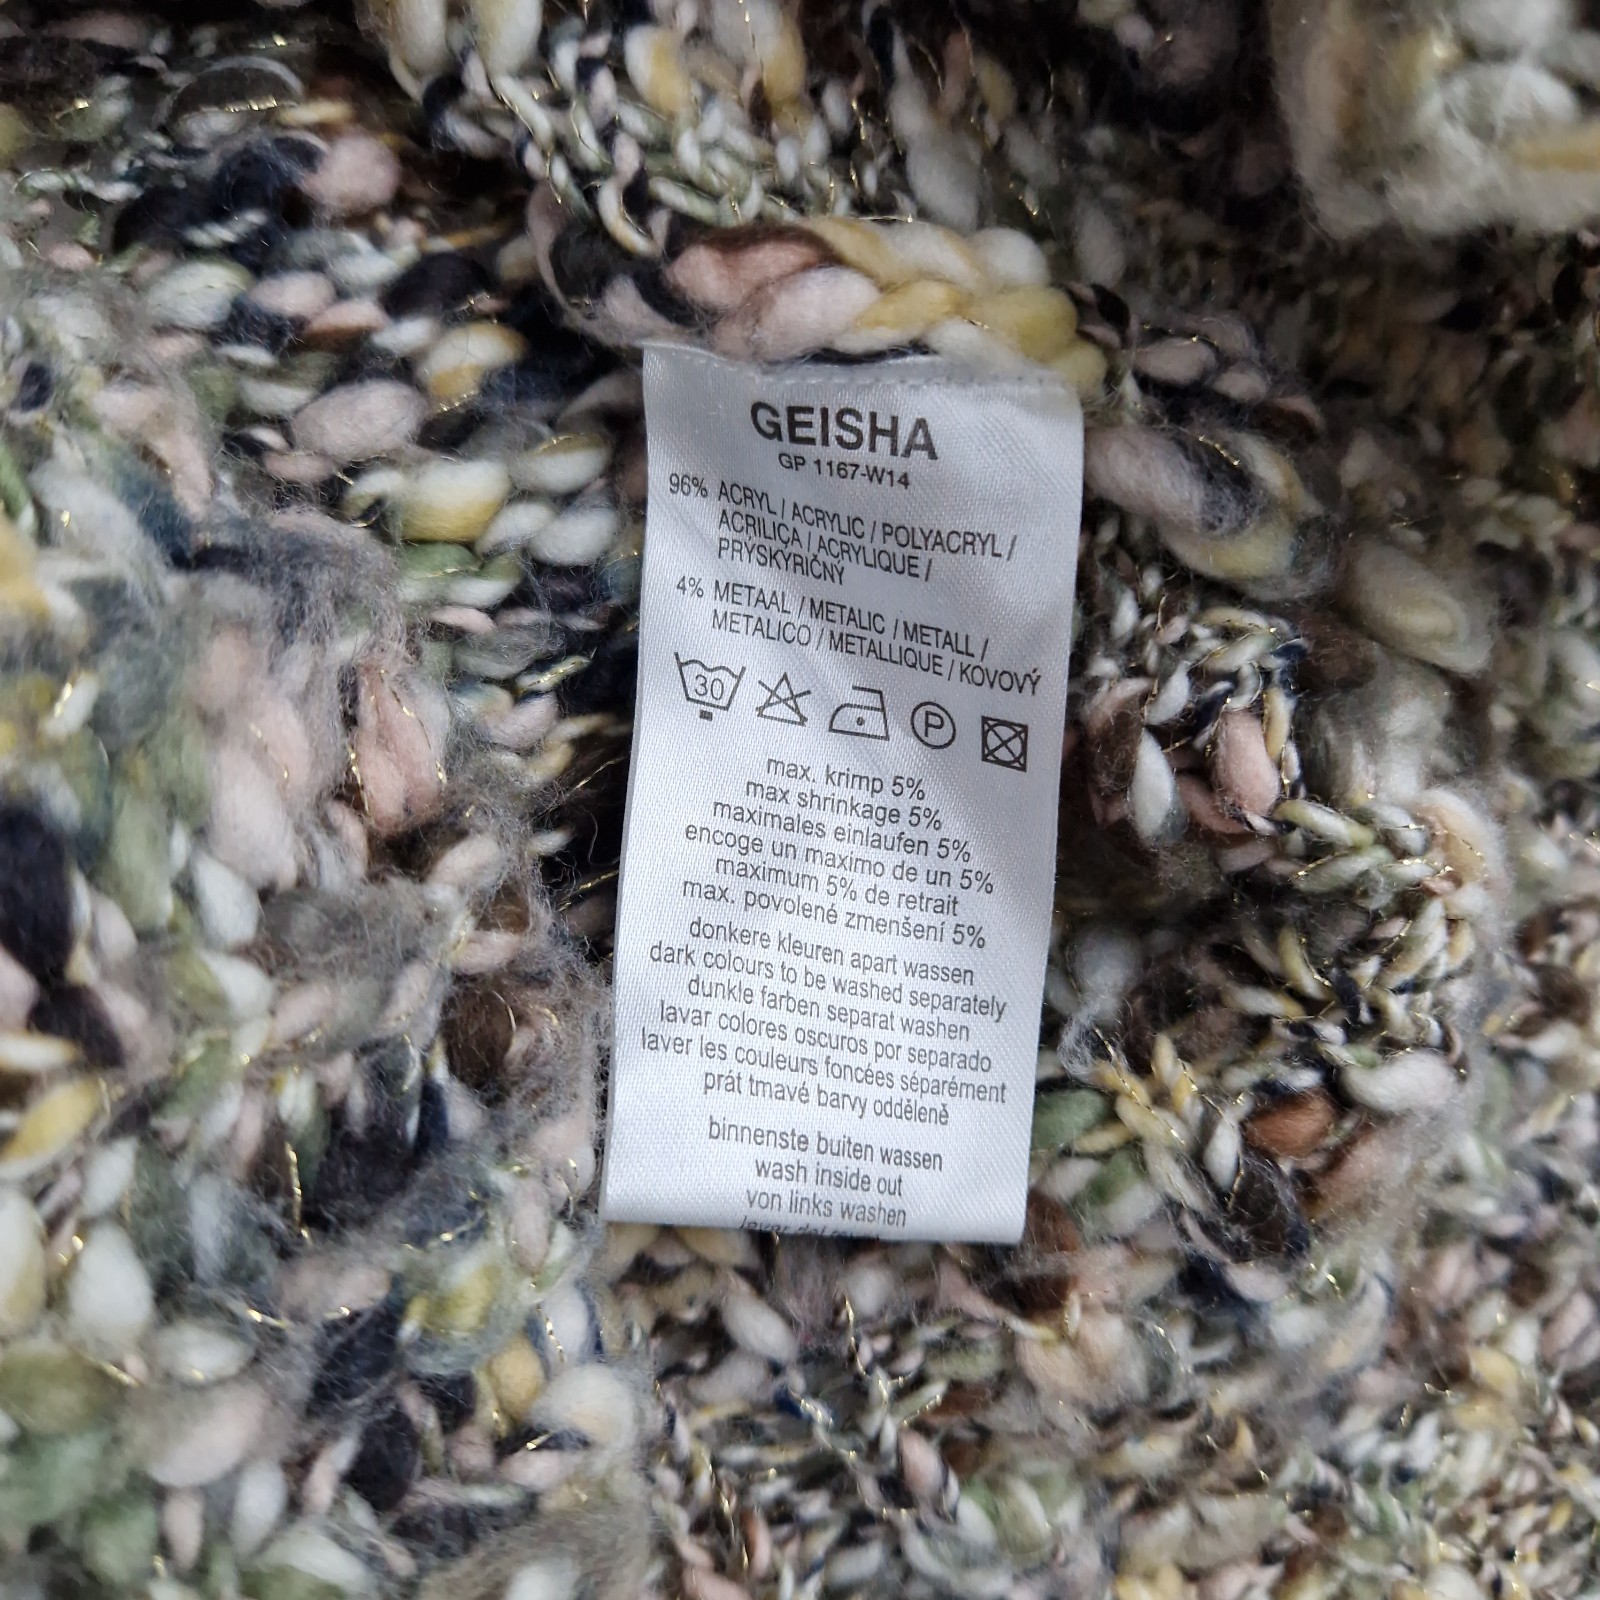 GEISHA
GP 1167-W14
96% ACRYL / ACRYLIC / POLYACRYL /
ACRILIÇA / ACRYLIQUE /
PRÝSKYŘIČNÝ
4% METAAL / METALIC / METALL /
METALICO / METALLIQUE / KOVOVÝ
30
P
max. krimp 5%
max shrinkage 5%
maximales einlaufen 5%
encoge un maximo de un 5%
maximum 5% de retrait
max. povolené zmenšení 5%
donkere kleuren apart wassen
dark colours to be washed separately
dunkle farben separat washen
lavar colores oscuros por separado
laver les couleurs foncées séparément
prát tmavé barvy odděleně
binnenste buiten wassen
wash inside out
von links washen
lavar del